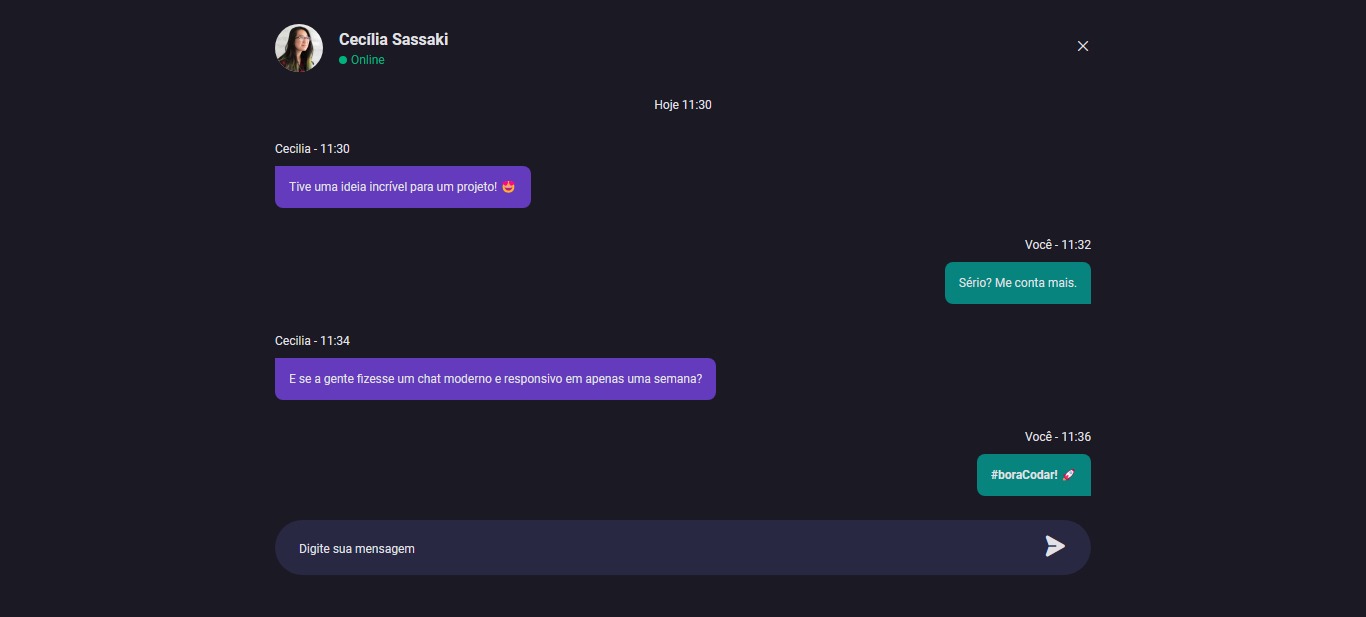 Cecília Sassaki
Online
Hoje 11:30
Cecilia - 11:30
Tive uma ideia incrível para um projeto! 🤩
Você - 11:32
Sério? Me conta mais.
Cecilia - 11:34
E se a gente fizesse um chat moderno e responsivo em apenas uma semana?
Você - 11:36
#boraCodar! 🚀
Digite sua mensagem